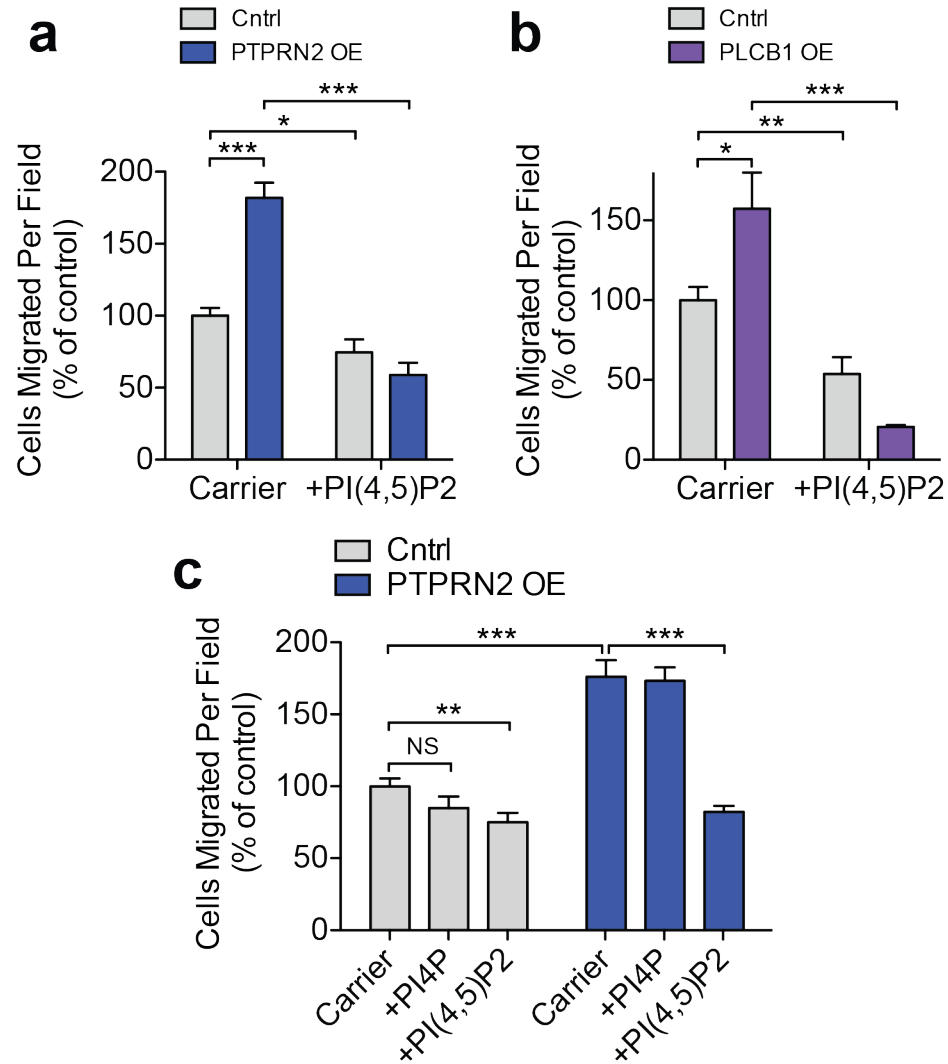 a
Cntrl
PTPRN2 OE
***
*
***
Cells Migrated Per Field
(% of control)
200
150
100
50
0
Carrier +PI(4,5)P2
b
Cntrl
PLCB1 OE
***
**
*
Cells Migrated Per Field
(% of control)
150
100
50
0
Carrier +PI(4,5)P2
c
Cntrl
PTPRN2 OE
*** ***
**
NS
Cells Migrated Per Field
(% of control)
200
150
100
50
0
Carrier
+PI4P
+PI(4,5)P2
Carrier
+PI4P
+PI(4,5)P2